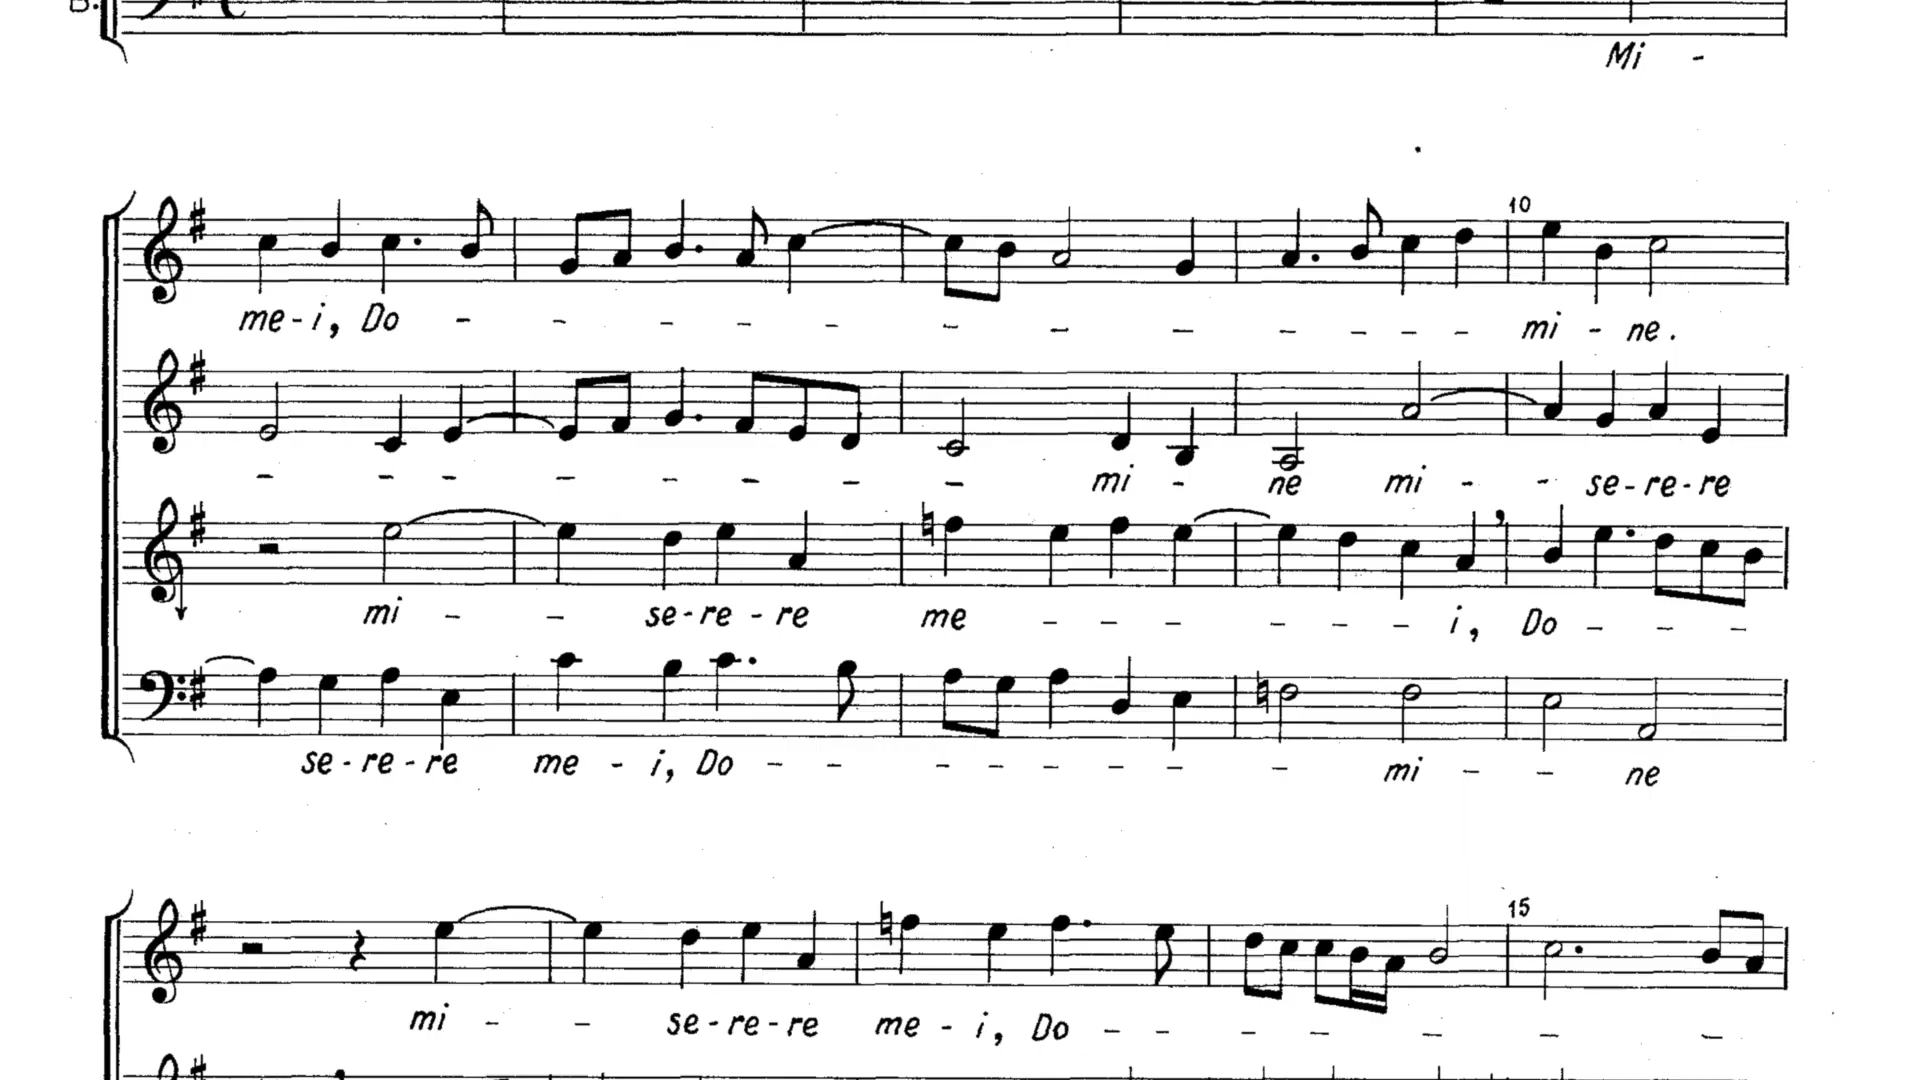 B.
Mi -
10
me - i, Do - - - - - - - - - - - - mi - ne.
- - - - - - - - mi - ne mi - - se - re - re
mi - - se - re - re me - - - - - - i, Do - - -
se - re - re me - i, Do - - - - - - - - mi - - ne
15
mi - - se - re - re me - i, Do - - - - - - -